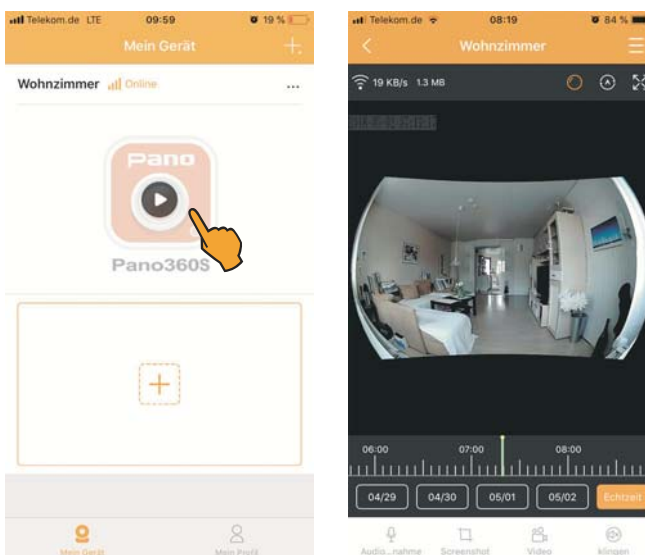 Telekom.de LTE 09:59 19 %
Mein Gerät
Wohnzimmer Online ...
Pano
Pano360S
Mein Gerät Mein Profil
Telekom.de 08:19 84 %
Wohnzimmer
19 KB/s 1.3 MB
06:00 07:00 08:00
04/29 04/30 05/01 05/02 Echtzeit
Audio...nahme Screenshot Video klingen